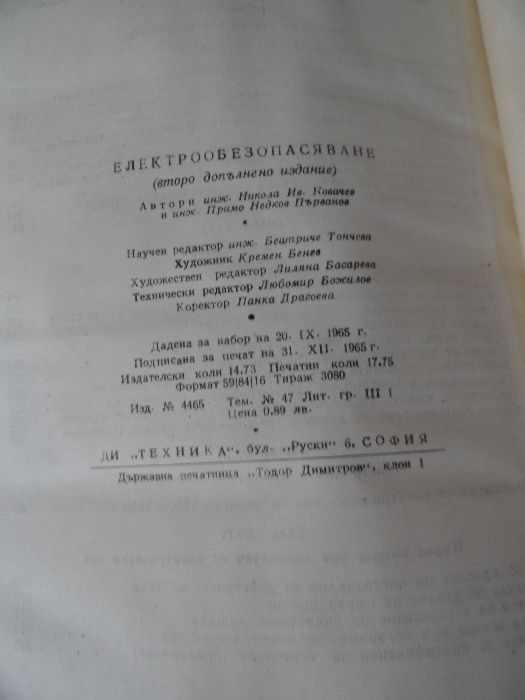 ЕЛЕКТРООБЕЗОПАСЯВАНЕ
(второ допълнено издание)
Автори инж. Никола Ив. Ковачев
и инж. Примо Недков Първанов
*
Научен редактор инж. Беатриче Тончева
Художник Кремен Бенев
Художествен редактор Лиляна Басарева
Технически редактор Любомир Божилов
Коректор Панка Драгоева
*
Дадена за набор на 20. IX. 1965 г.
Подписана за печат на 31. XII. 1965 г.
Издателски коли 14,73 Печатни коли 17,75
Формат 59|84|16 Тираж 3080
Изд. № 4465 Тем. № 47 Лит. гр. III 1
Цена 0,89 лв.
ДИ „ТЕХНИКА“, бул. „Руски“ 6, СОФИЯ
Държавна печатница „Тодор Димитров“, клон 1